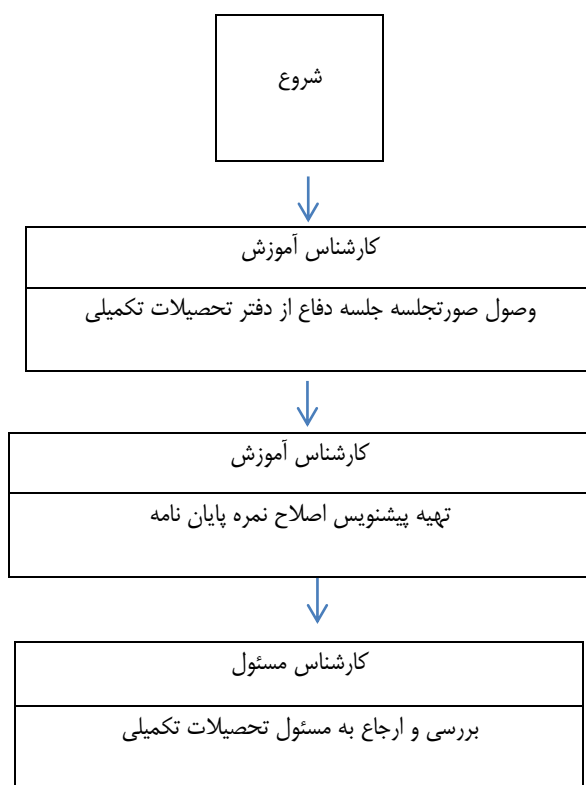 شروع
کارشناس آموزش
وصول صورتجلسه جلسه دفاع از دفتر تحصیلات تکمیلی
کارشناس آموزش
تهیه پیشنویس اصلاح نمره پایان نامه
کارشناس مسئول
بررسی و ارجاع به مسئول تحصیلات تکمیلی